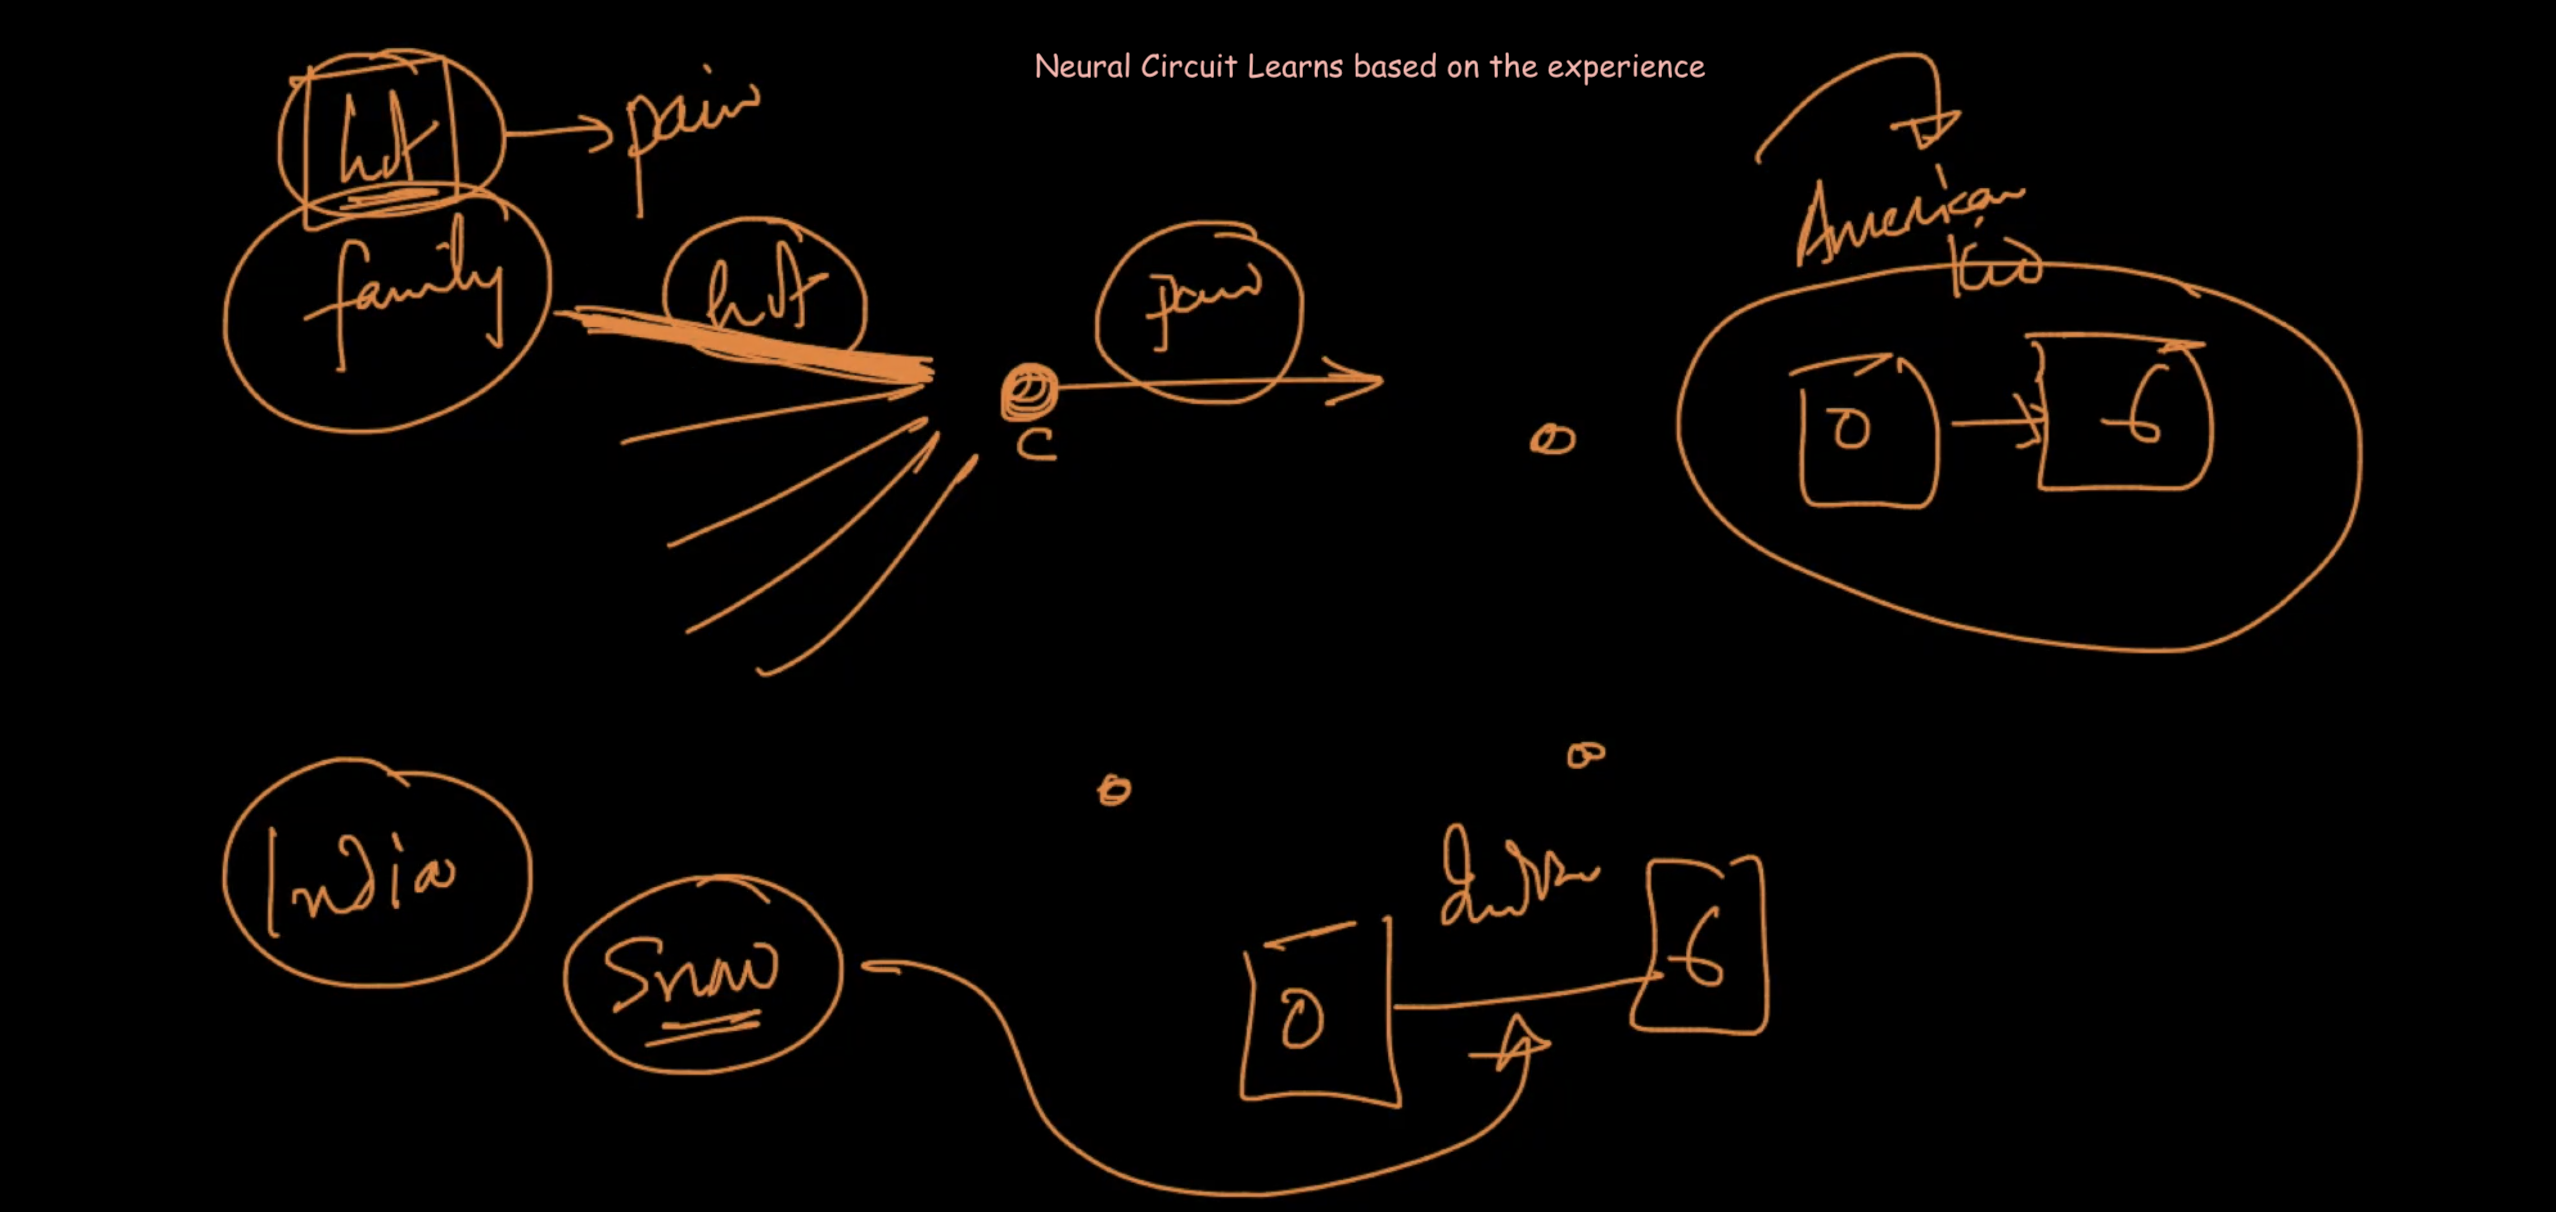 Neural Circuit Learns based on the experience
hot
pain
family
hot
pain
C
American
kid
0
6
India
Snow
0
6